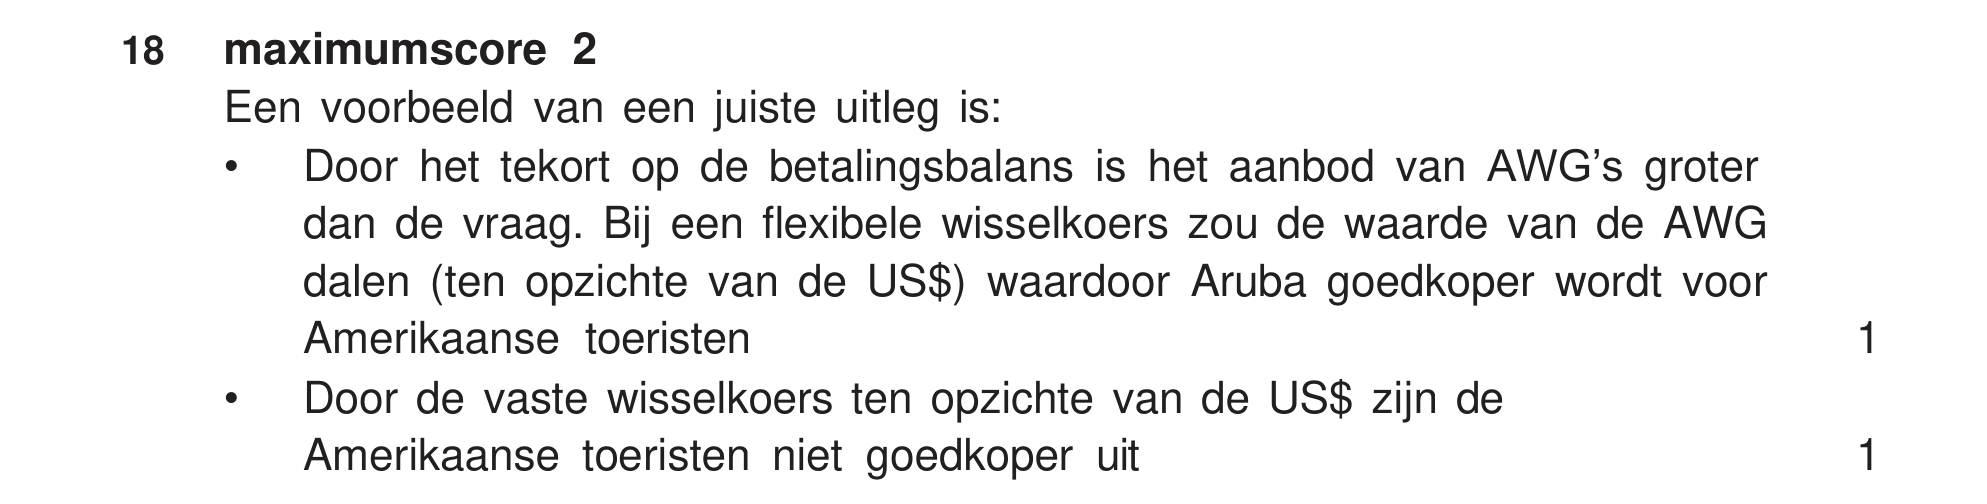 18 maximumscore 2
Een voorbeeld van een juiste uitleg is:
• Door het tekort op de betalingsbalans is het aanbod van AWG’s groter
dan de vraag. Bij een flexibele wisselkoers zou de waarde van de AWG
dalen (ten opzichte van de US$) waardoor Aruba goedkoper wordt voor
Amerikaanse toeristen 1
• Door de vaste wisselkoers ten opzichte van de US$ zijn de
Amerikaanse toeristen niet goedkoper uit 1